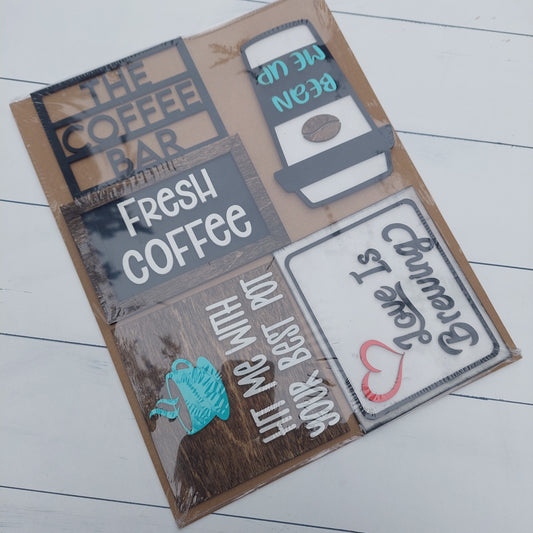 THE
COFFEE
BAR
BEAN
ME UP
FRESH
COFFEE
Love Is
Brewing
HIT ME WITH
YOUR BEST POT